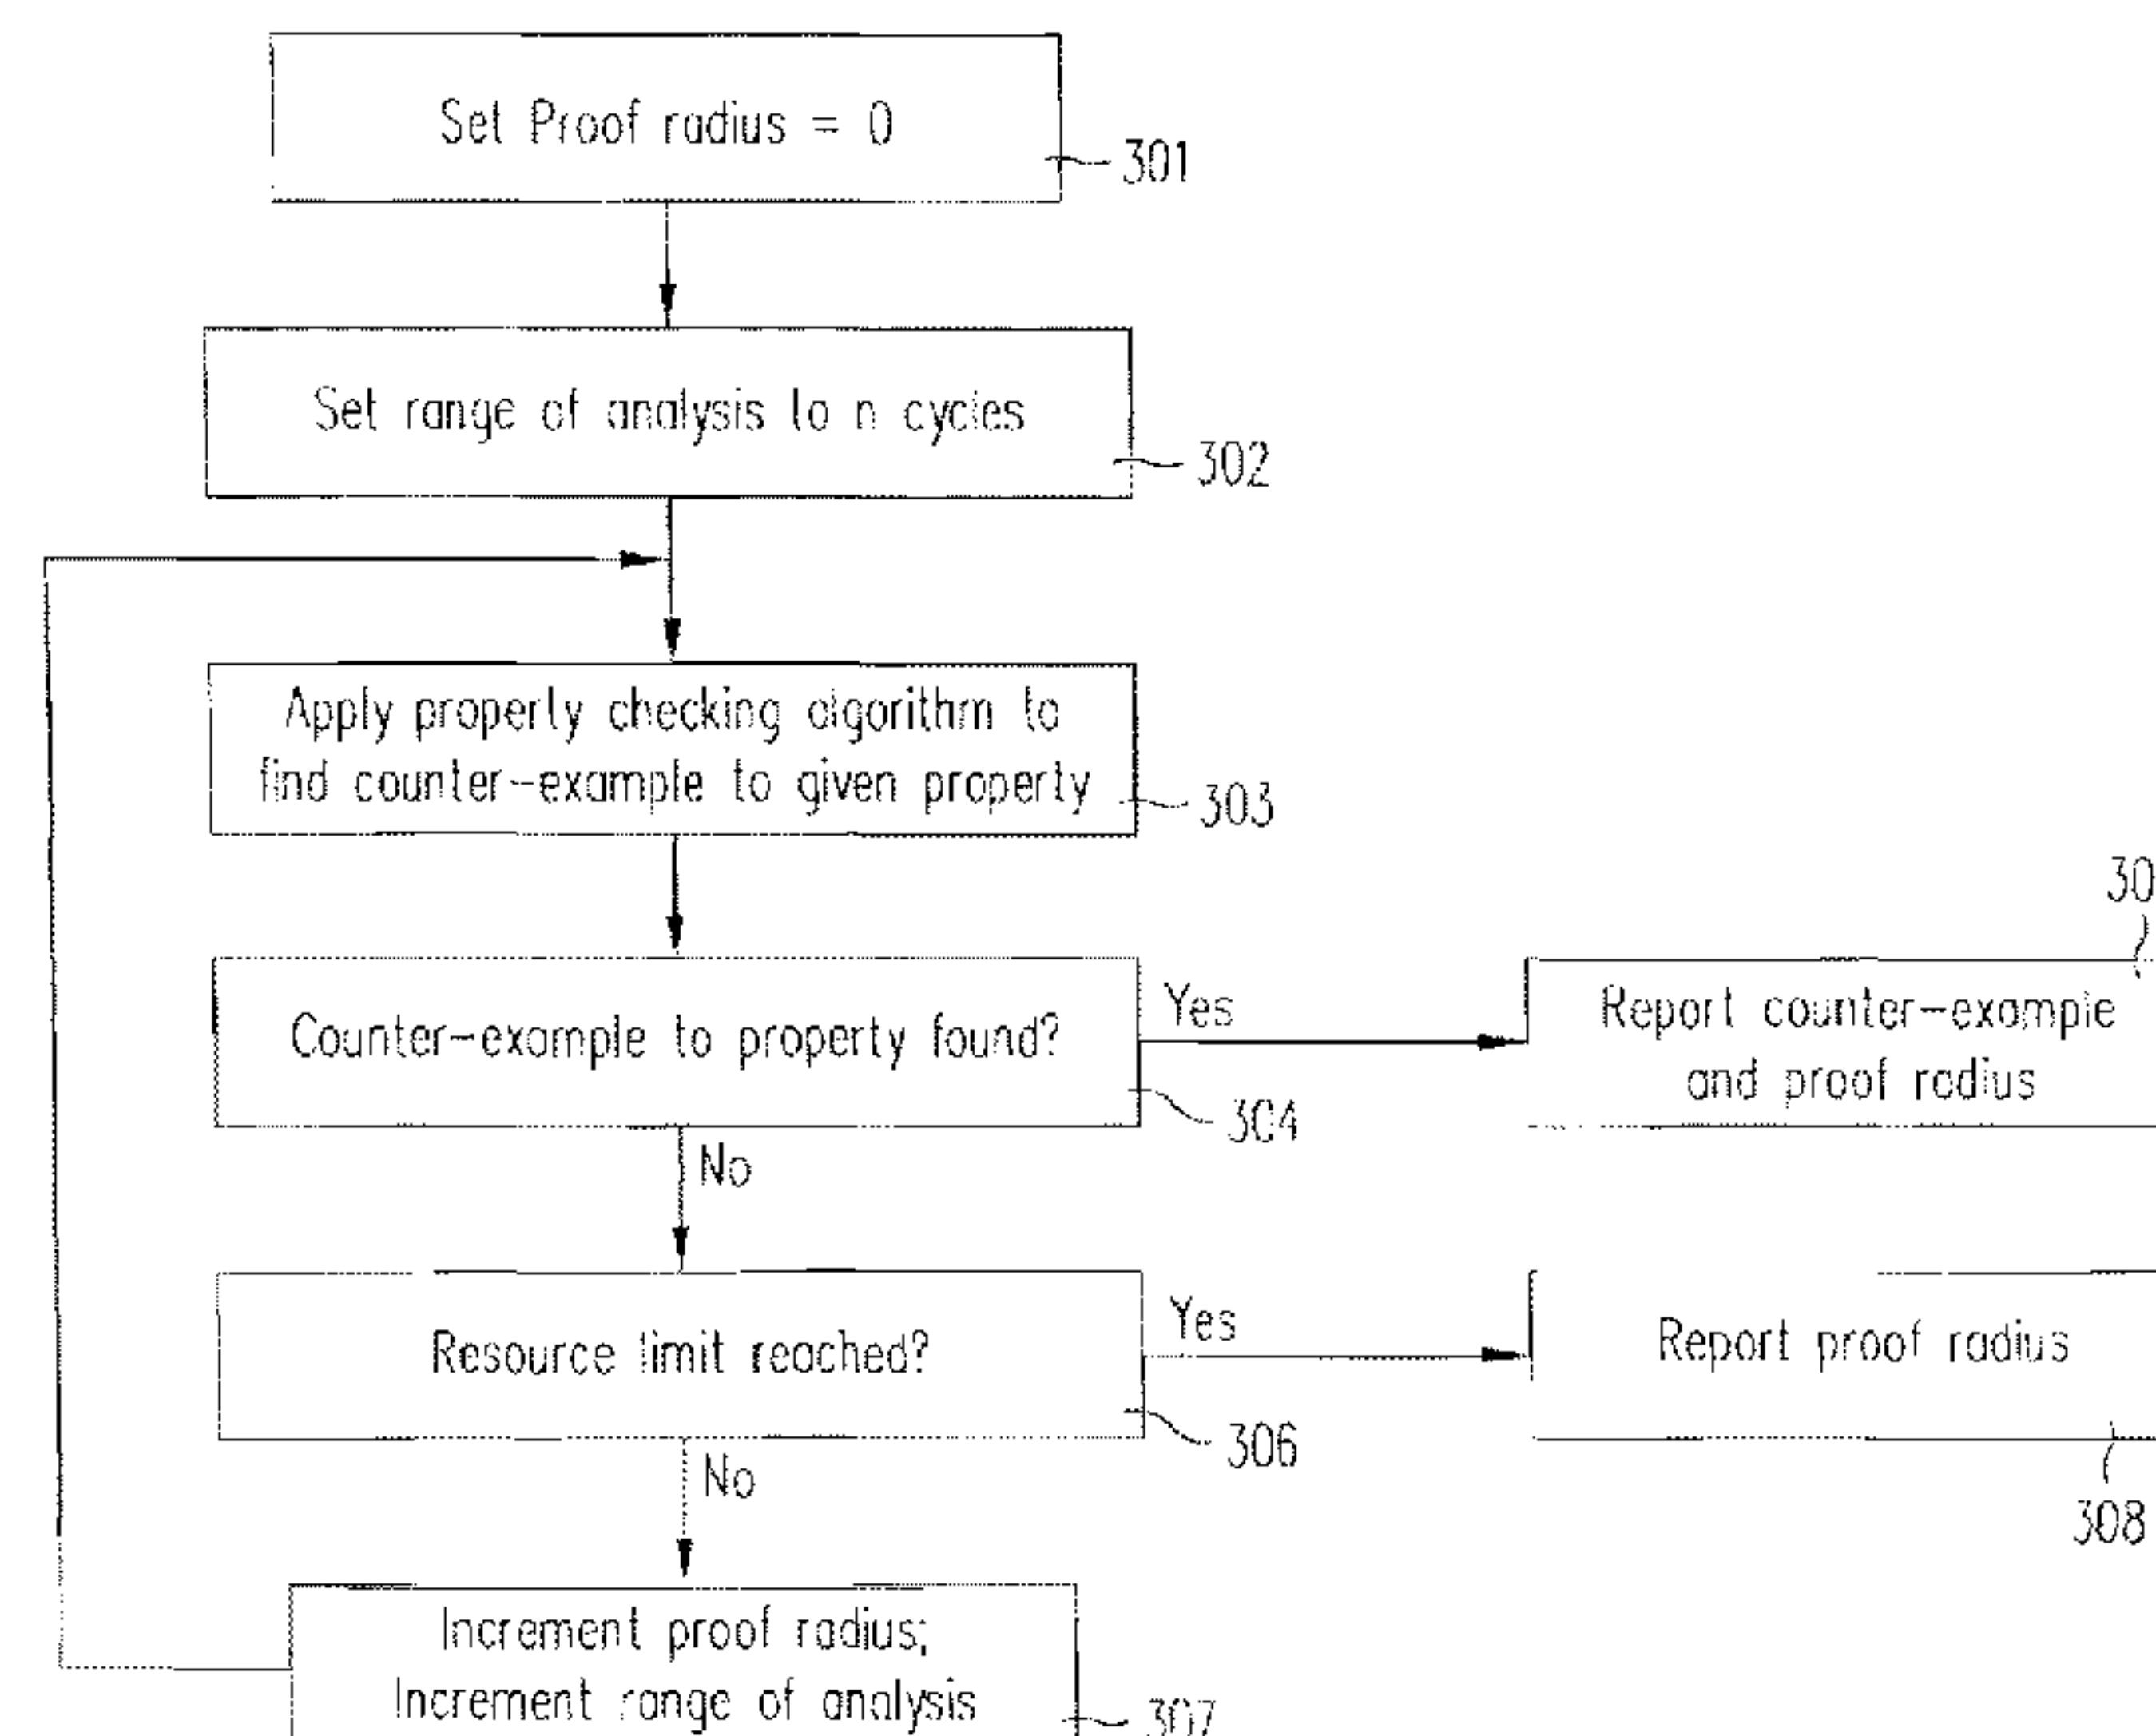 Set Proof radius = 0
301
Set range of analysis to n cycles
302
Apply property checking algorithm to
find counter-example to given property
303
30
Counter-example to property found?
Yes
Report counter-example
and proof radius
304
No
Resource limit reached?
Yes
Report proof radius
306
308
No
Increment proof radius;
Increment range of analysis
307